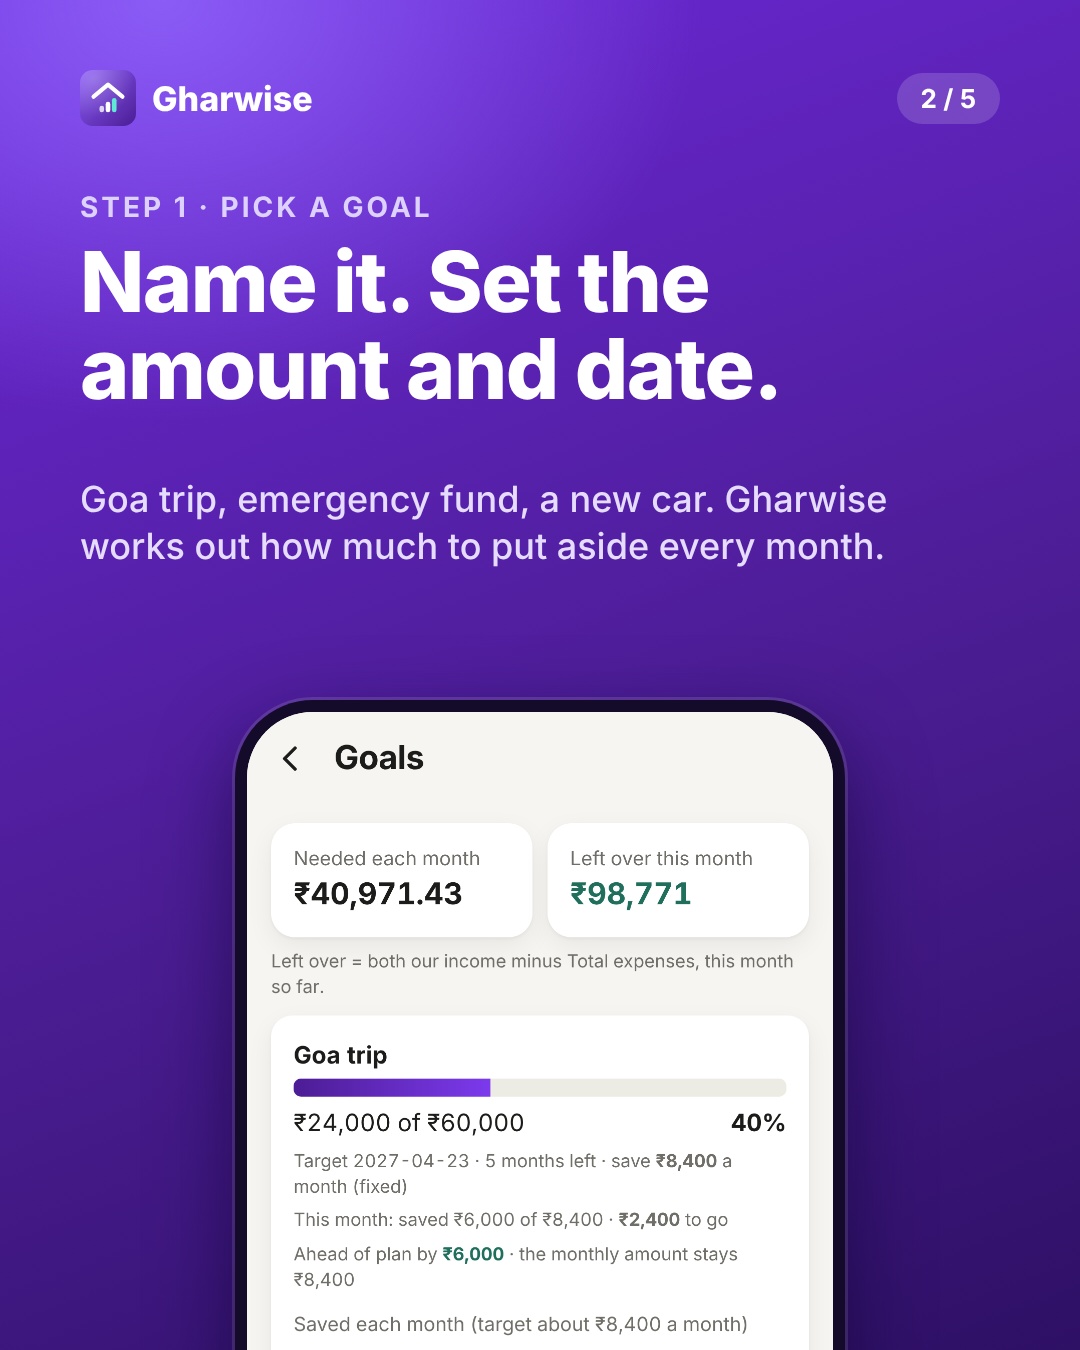 Gharwise
2 / 5
STEP 1 · PICK A GOAL
Name it. Set the
amount and date.
Goa trip, emergency fund, a new car. Gharwise
works out how much to put aside every month.
Goals
Needed each month
₹40,971.43
Left over this month
₹98,771
Left over = both our income minus Total expenses, this month
so far.
Goa trip
₹24,000 of ₹60,000
40%
Target 2027-04-23 · 5 months left · save ₹8,400 a
month (fixed)
This month: saved ₹6,000 of ₹8,400 · ₹2,400 to go
Ahead of plan by ₹6,000 · the monthly amount stays
₹8,400
Saved each month (target about ₹8,400 a month)